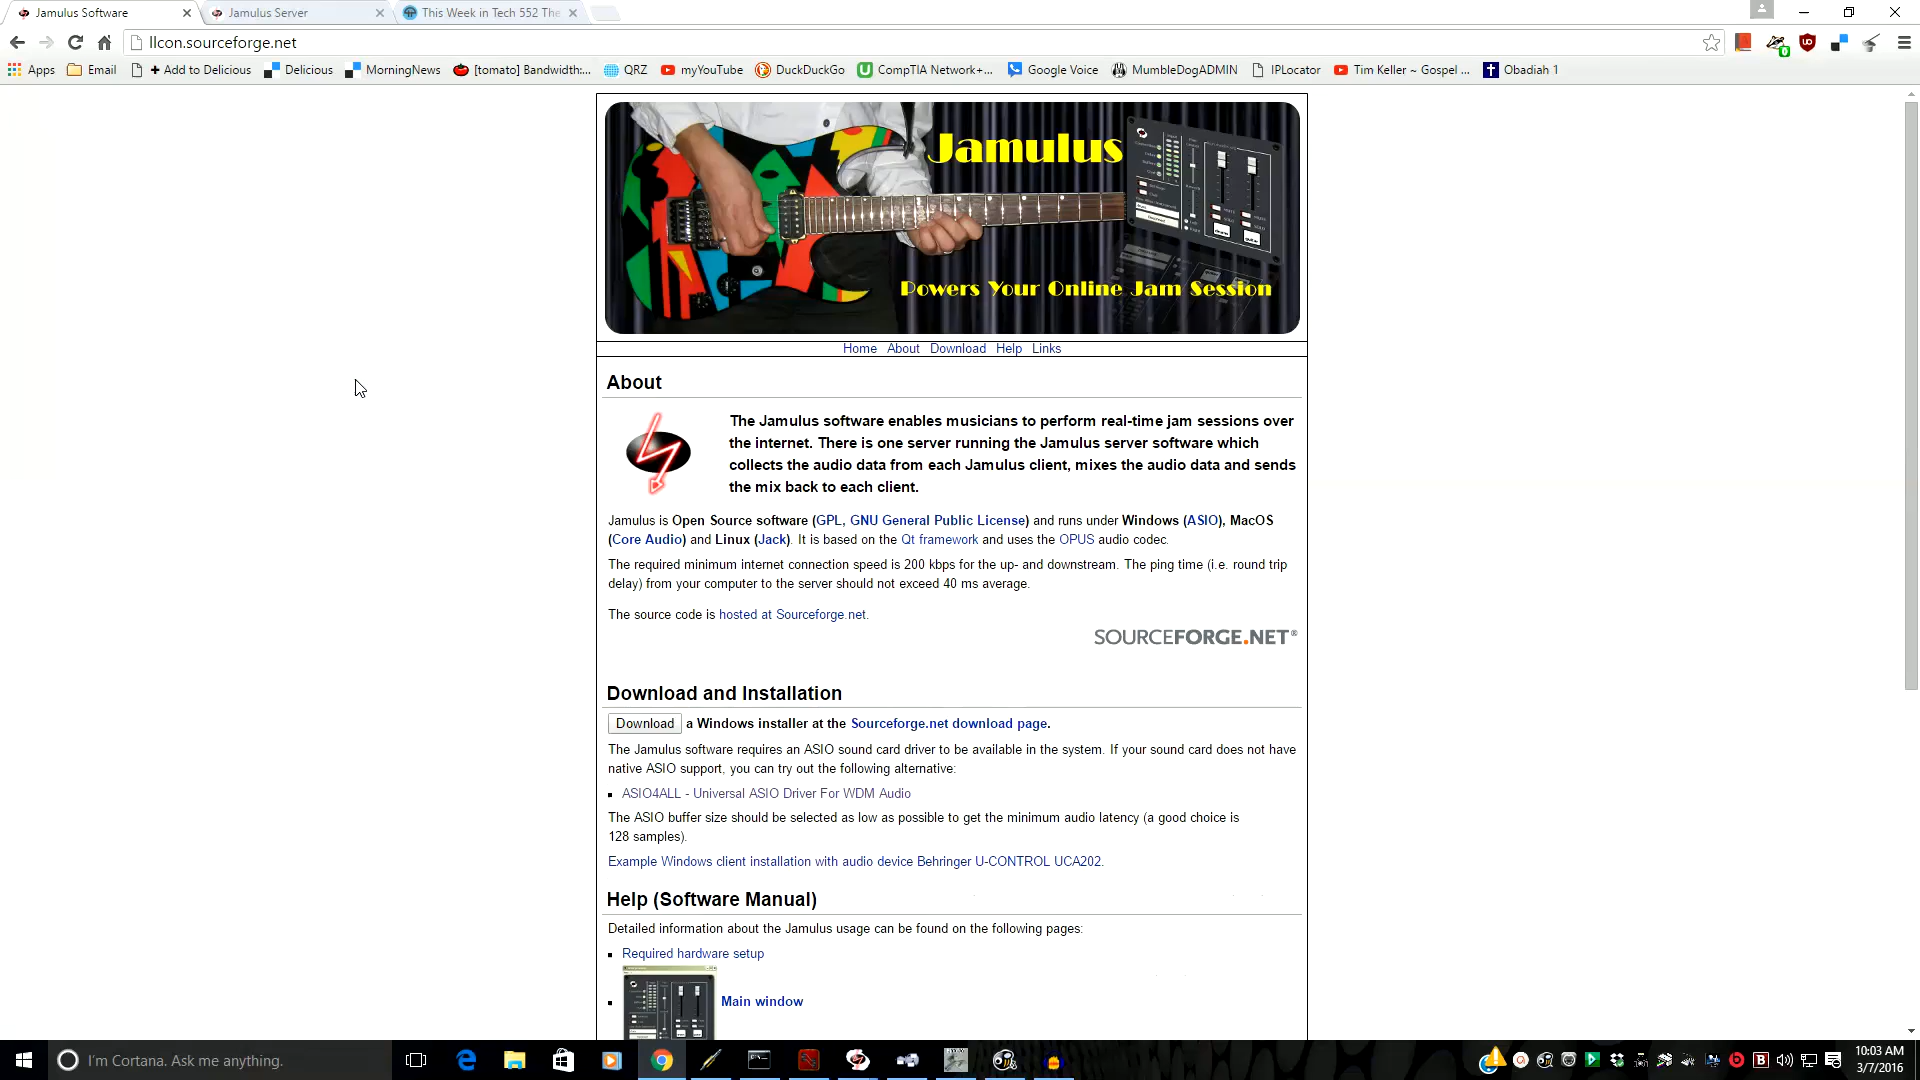 Jamulus Software
Jamulus Server
This Week in Tech 552 The
llcon.sourceforge.net
Apps
Email
+ Add to Delicious
Delicious
MorningNews
[tomato] Bandwidth:...
QRZ
myYouTube
DuckDuckGo
CompTIA Network+...
Google Voice
MumbleDogADMIN
IPLocator
Tim Keller ~ Gospel ...
Obadiah 1
Jamulus
Powers Your Online Jam Session
Home About Download Help Links
About
The Jamulus software enables musicians to perform real-time jam sessions over
the internet. There is one server running the Jamulus server software which
collects the audio data from each Jamulus client, mixes the audio data and sends
the mix back to each client.
Jamulus is Open Source software (GPL, GNU General Public License) and runs under Windows (ASIO), MacOS
(Core Audio) and Linux (Jack). It is based on the Qt framework and uses the OPUS audio codec.
The required minimum internet connection speed is 200 kbps for the up- and downstream. The ping time (i.e. round trip
delay) from your computer to the server should not exceed 40 ms average.
The source code is hosted at Sourceforge.net.
SOURCEFORGE.NET®
Download and Installation
Download a Windows installer at the Sourceforge.net download page.
The Jamulus software requires an ASIO sound card driver to be available in the system. If your sound card does not have
native ASIO support, you can try out the following alternative:
ASIO4ALL - Universal ASIO Driver For WDM Audio
The ASIO buffer size should be selected as low as possible to get the minimum audio latency (a good choice is
128 samples).
Example Windows client installation with audio device Behringer U-CONTROL UCA202.
Help (Software Manual)
Detailed information about the Jamulus usage can be found on the following pages:
Required hardware setup
Main window
I'm Cortana. Ask me anything.
10:03 AM
3/7/2016